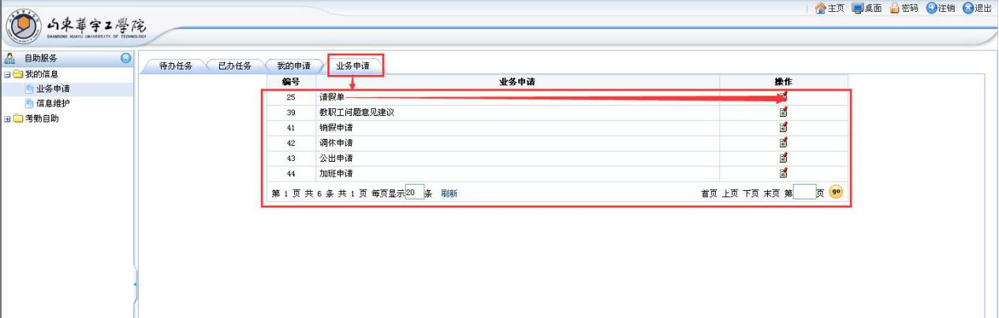 主页 桌面 密码 注销 退出
山东华宇工学院
SHANDONG HUAYU UNIVERSITY OF TECHNOLOGY
自助服务
我的信息
业务申请
信息维护
考勤自助
待办任务 已办任务 我的申请 业务申请
编号 业务申请 操作
25 请假单
39 教职工问题意见建议
41 销假申请
42 调休申请
43 公出申请
44 加班申请
第 1 页 共 6 条 共 1 页 每页显示 20 条 刷新 首页 上页 下页 末页 第 页 go